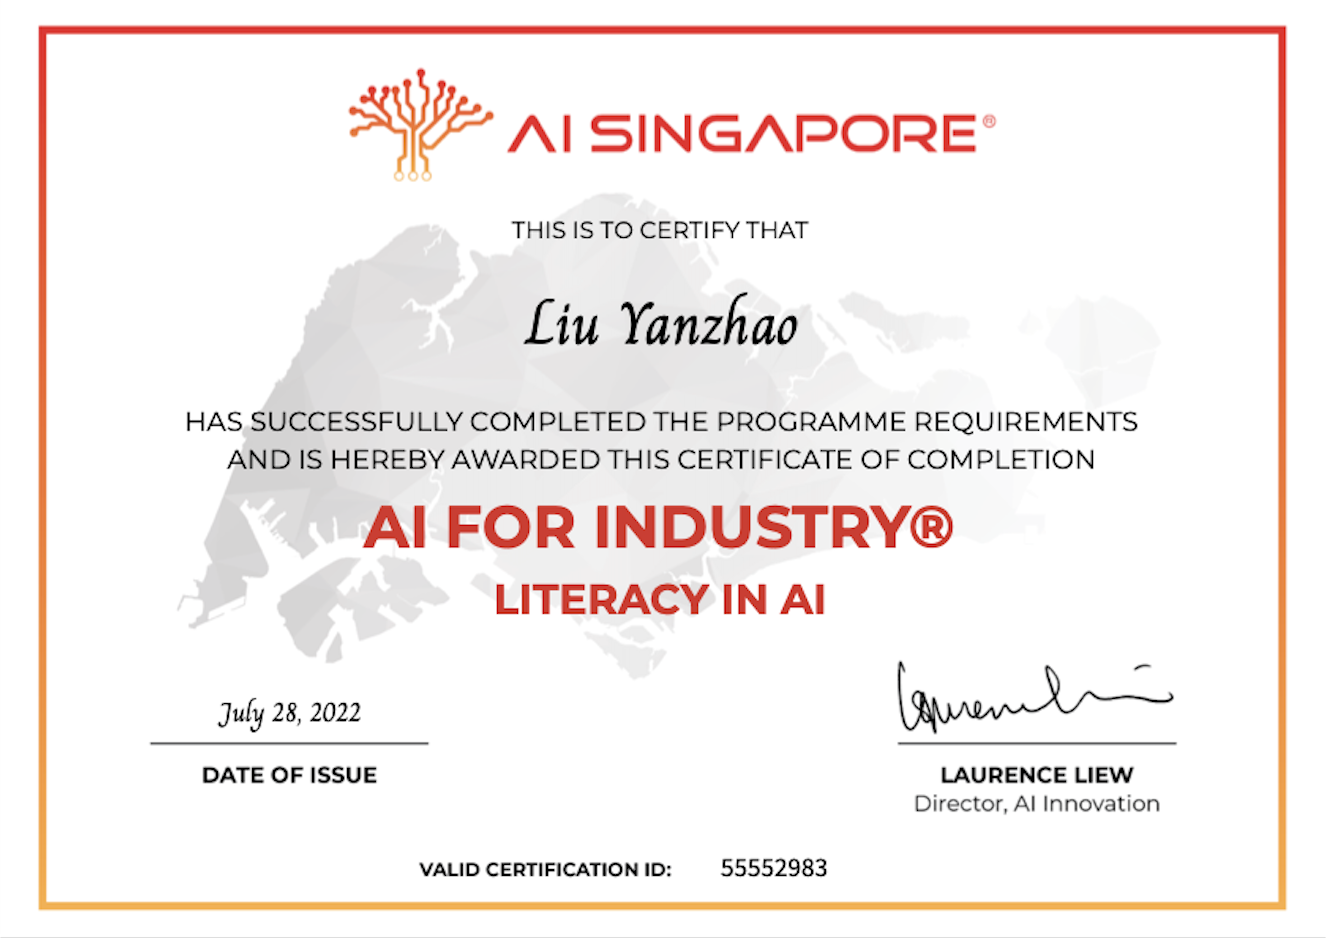 AI SINGAPORE®
THIS IS TO CERTIFY THAT
Liu Yanzhao
HAS SUCCESSFULLY COMPLETED THE PROGRAMME REQUIREMENTS
AND IS HEREBY AWARDED THIS CERTIFICATE OF COMPLETION
AI FOR INDUSTRY®
LITERACY IN AI
July 28, 2022
DATE OF ISSUE
Laurence Liew
LAURENCE LIEW
Director, AI Innovation
VALID CERTIFICATION ID: 55552983